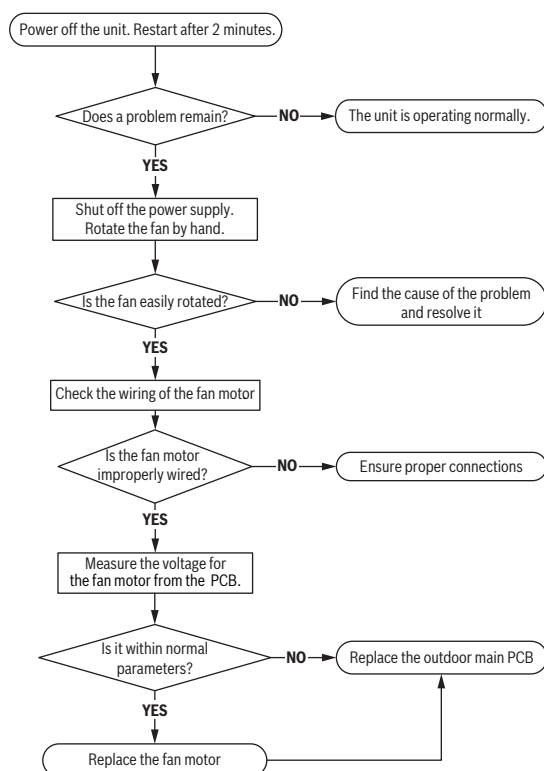 Power off the unit. Restart after 2 minutes.
Does a problem remain?
NO
The unit is operating normally.
YES
Shut off the power supply.
Rotate the fan by hand.
Is the fan easily rotated?
NO
Find the cause of the problem
and resolve it
YES
Check the wiring of the fan motor
Is the fan motor
improperly wired?
NO
Ensure proper connections
YES
Measure the voltage for
the fan motor from the PCB.
Is it within normal
parameters?
NO
Replace the outdoor main PCB
YES
Replace the fan motor